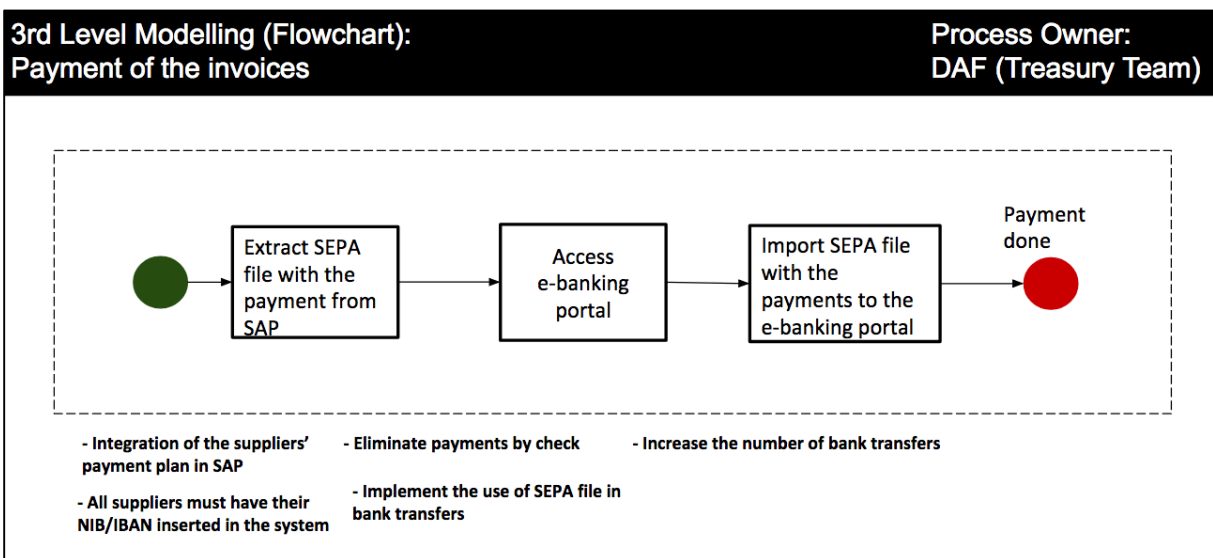 3rd Level Modelling (Flowchart):
Payment of the invoices
Process Owner:
DAF (Treasury Team)
Extract SEPA
file with the
payment from
SAP
Access
e-banking
portal
Import SEPA file
with the
payments to the
e-banking portal
Payment
done
- Integration of the suppliers’
payment plan in SAP
- Eliminate payments by check
- Increase the number of bank transfers
- All suppliers must have their
NIB/IBAN inserted in the system
- Implement the use of SEPA file in
bank transfers